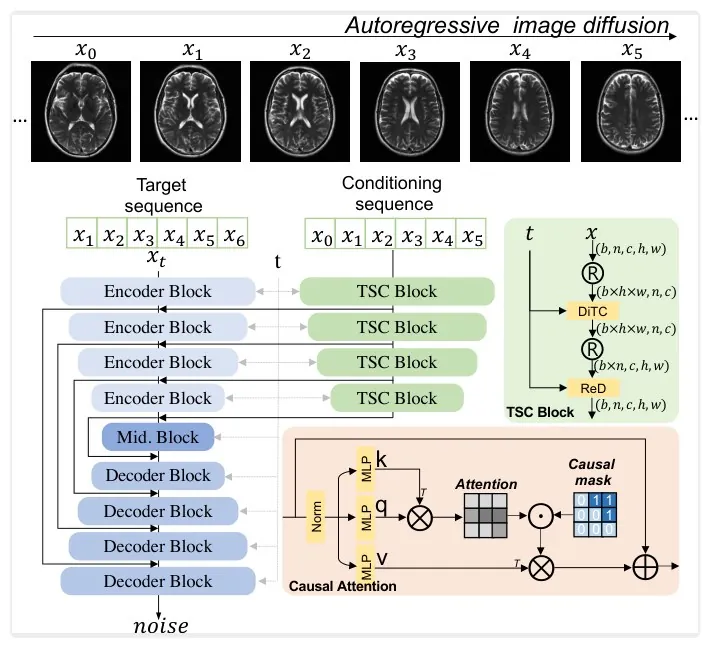 Autoregressive image diffusion
x₀ x₁ x₂ x₃ x₄ x₅
... ...
Target sequence
Conditioning sequence
x₁ x₂ x₃ x₄ x₅ x₆
x₀ x₁ x₂ x₃ x₄ x₅
xₜ
t
Encoder Block
TSC Block
Encoder Block
TSC Block
Encoder Block
TSC Block
Encoder Block
TSC Block
Mid. Block
Decoder Block
Decoder Block
Decoder Block
Decoder Block
noise
t x
(b, n, c, h, w)
R
(b×h×w, n, c)
DiTC
(b×h×w, n, c)
R
(b×n, c, h, w)
ReD
(b, n, c, h, w)
TSC Block
Norm
MLP k
MLP q
MLP v
T
Attention
Causal mask
0 1 1
0 0 1
0 0 0
T
Causal Attention